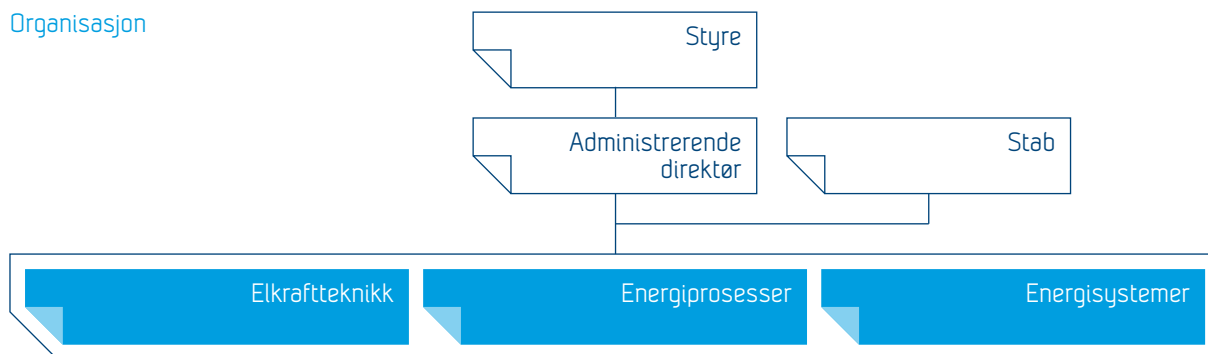 Organisasjon
Styre
Administrerende
direktør
Stab
Elkraftteknikk
Energiprosesser
Energisystemer